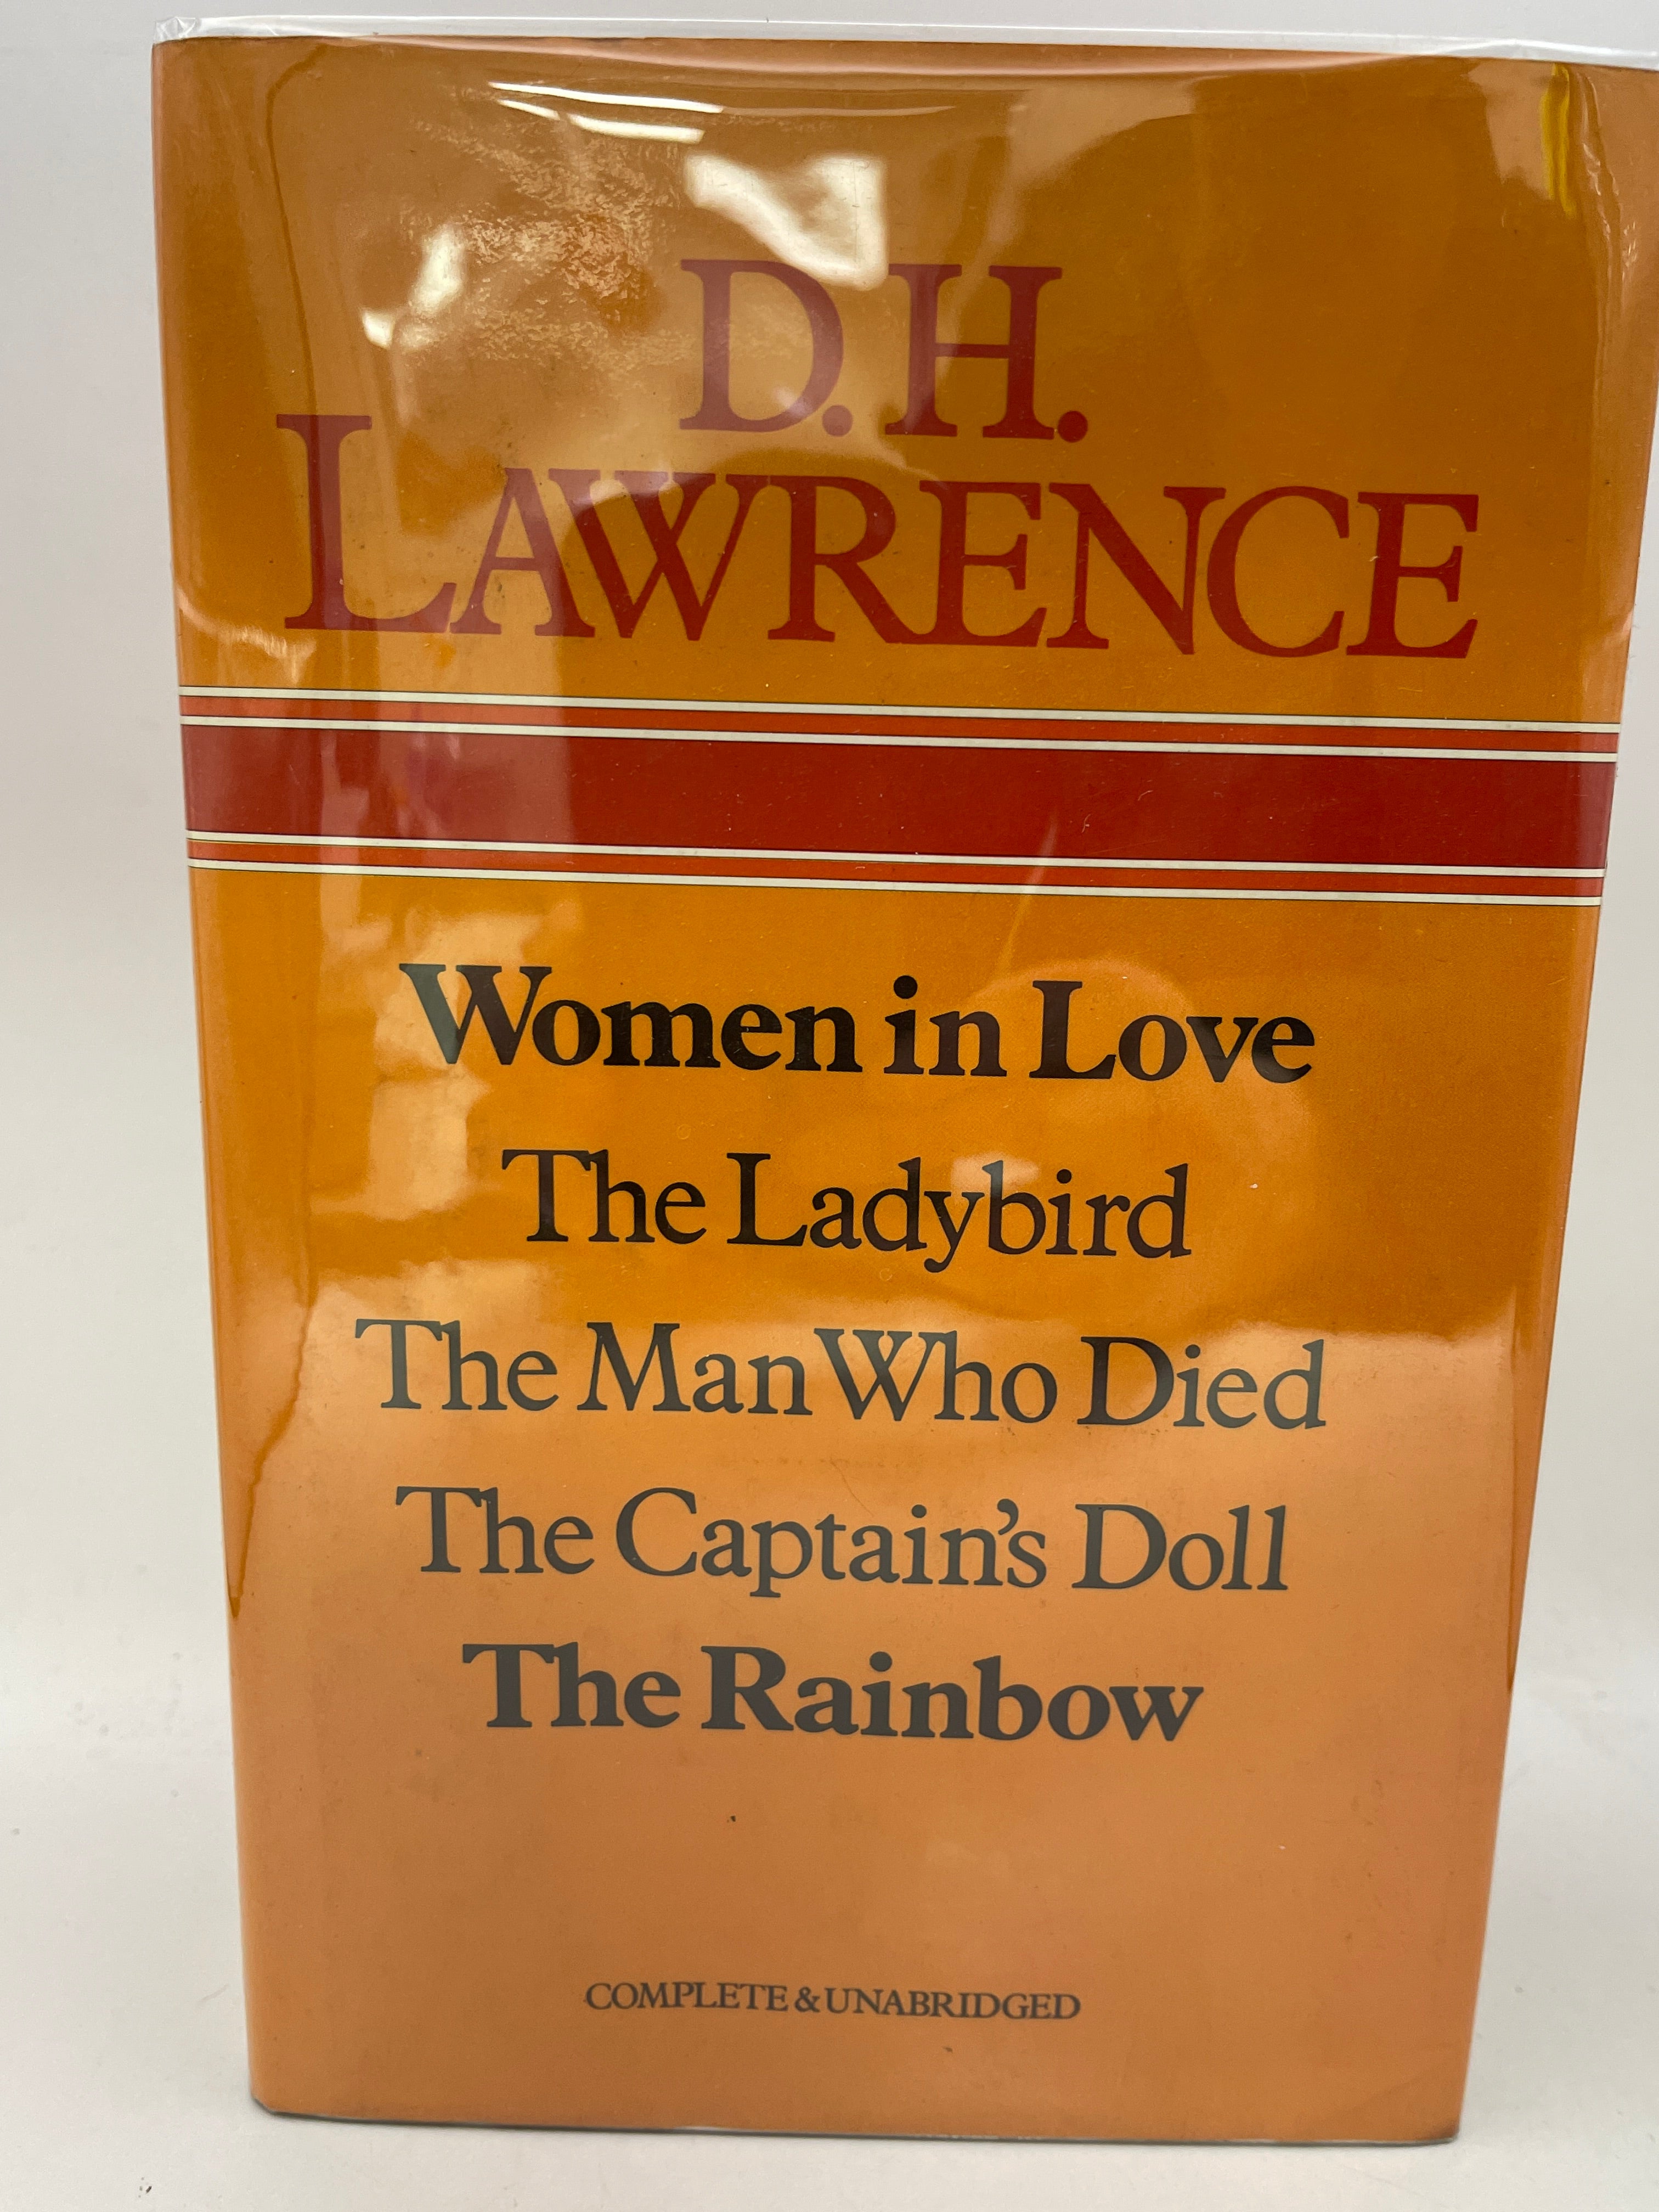 D.H.
LAWRENCE
Women in Love
The Ladybird
The Man Who Died
The Captain's Doll
The Rainbow
COMPLETE & UNABRIDGED